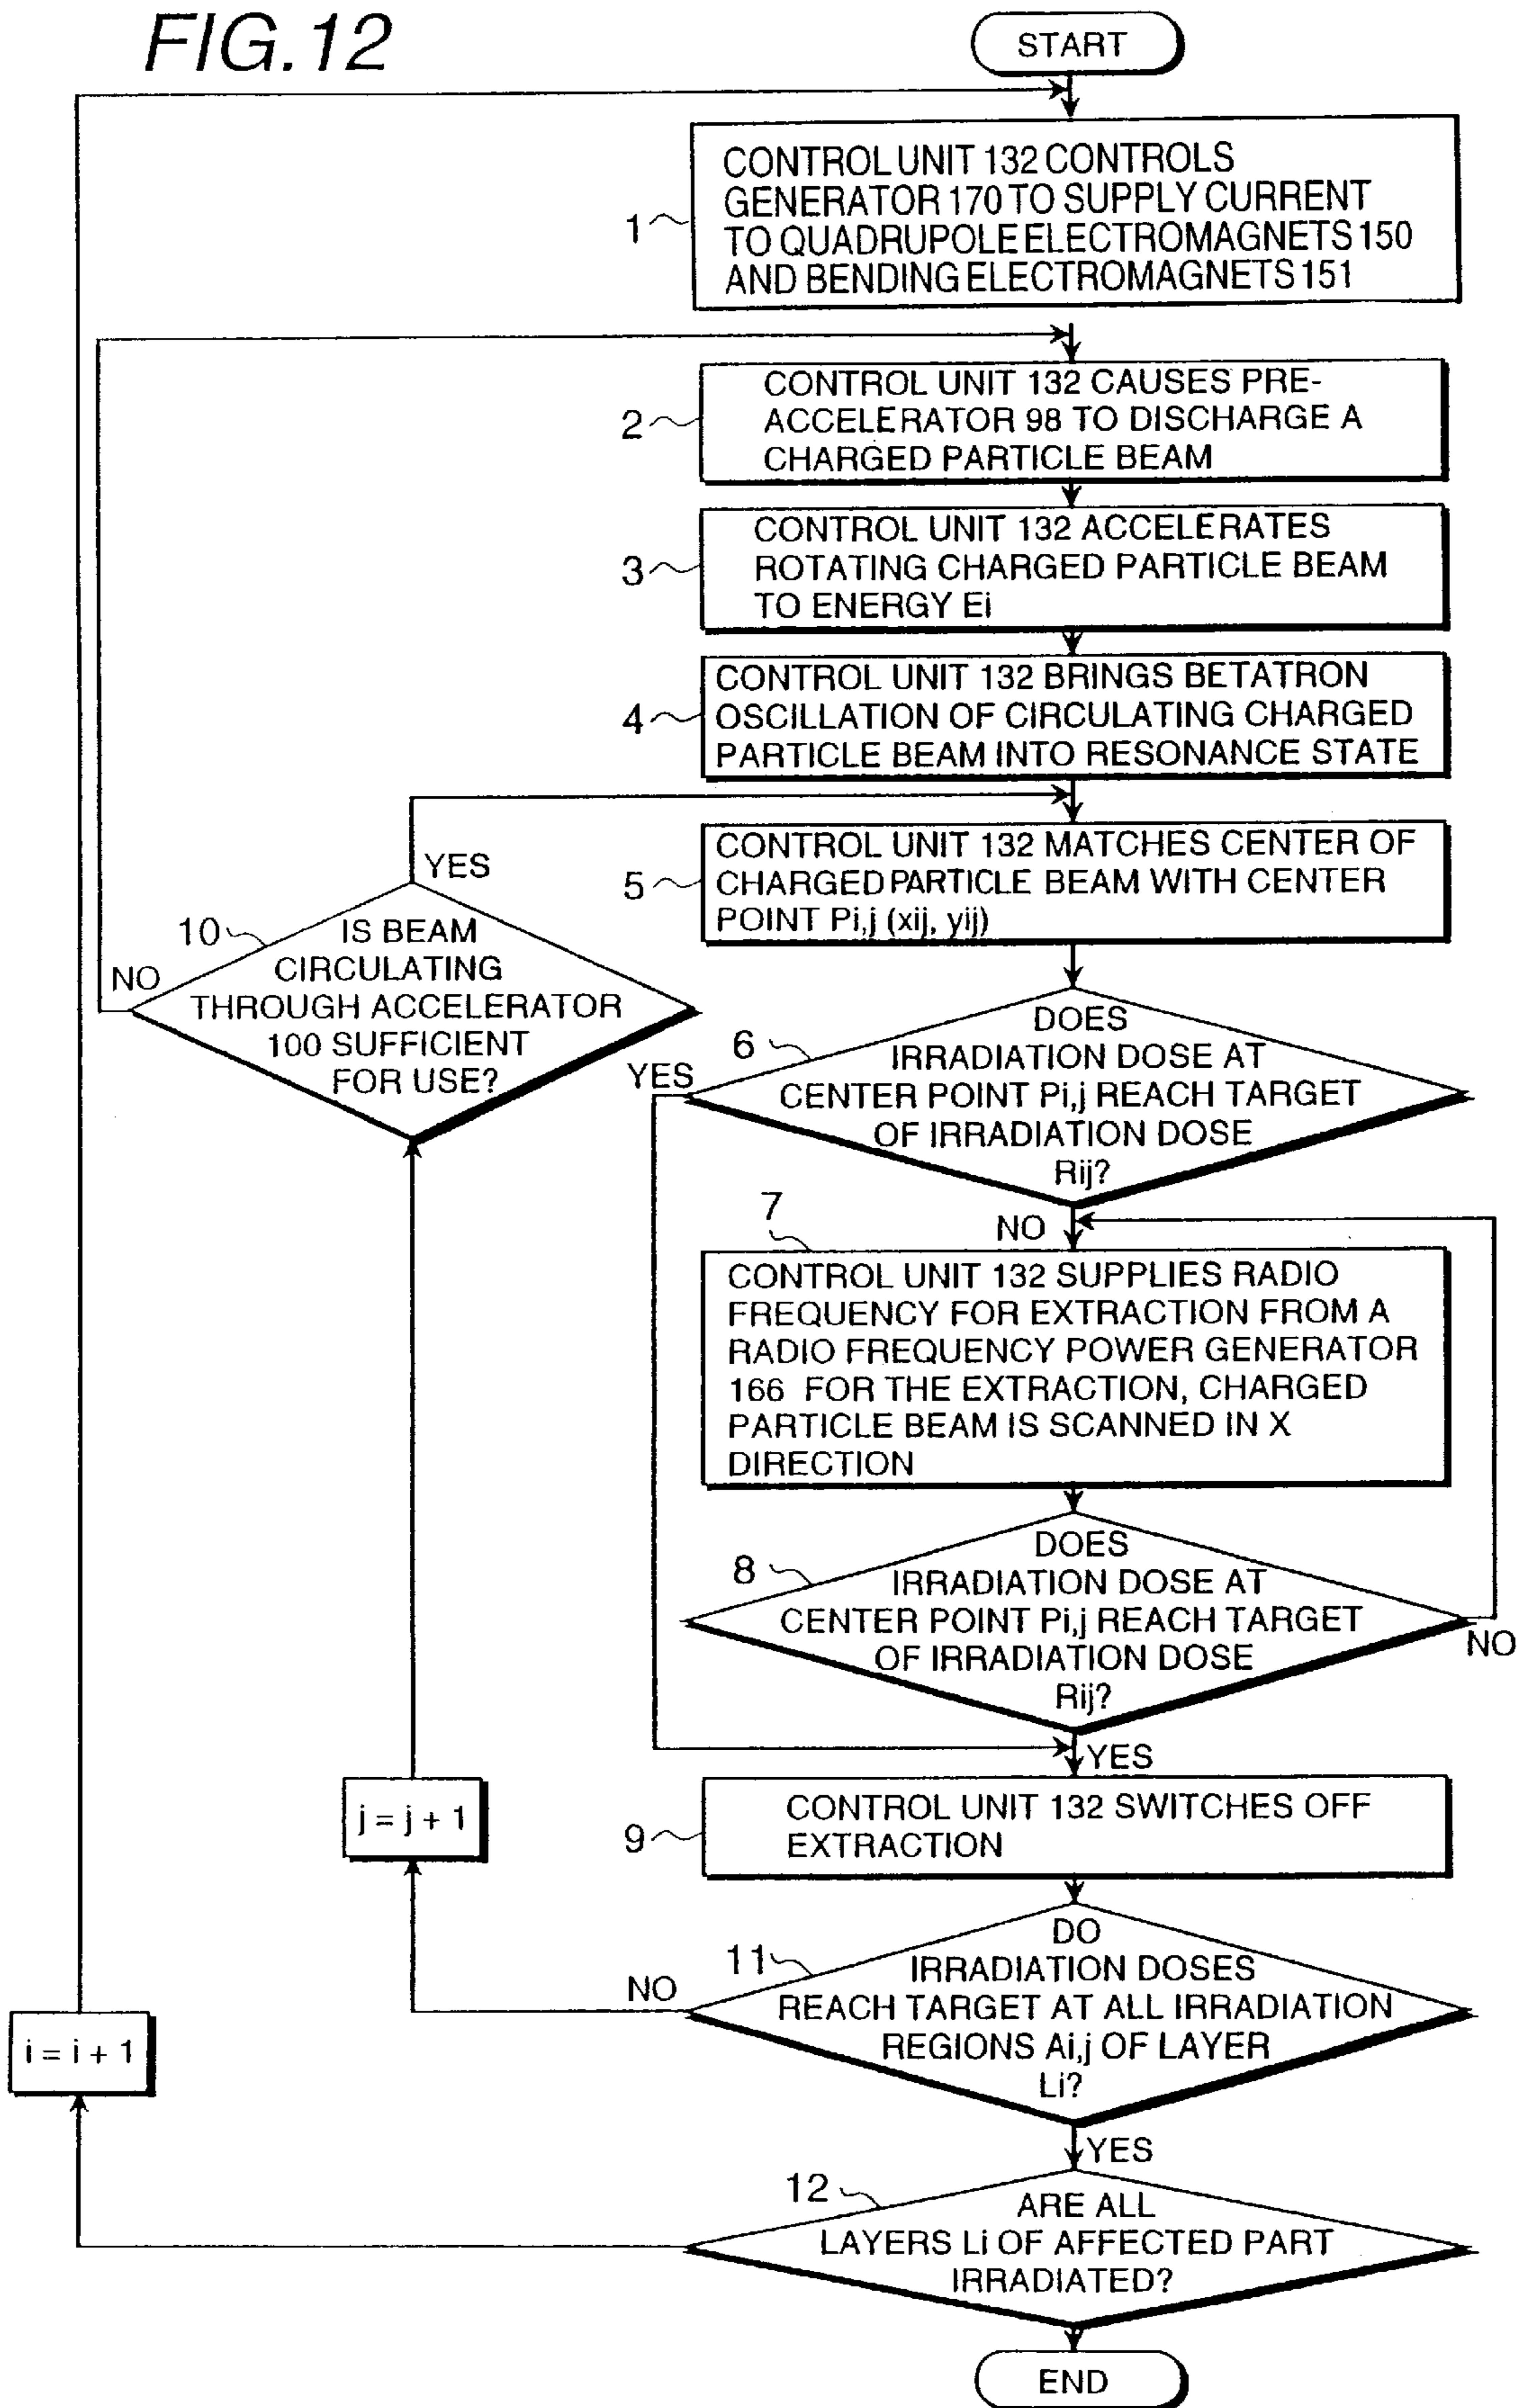 FIG.12
START
1
CONTROL UNIT 132 CONTROLS
GENERATOR 170 TO SUPPLY CURRENT
TO QUADRUPOLE ELECTROMAGNETS 150
AND BENDING ELECTROMAGNETS 151
2
CONTROL UNIT 132 CAUSES PRE-
ACCELERATOR 98 TO DISCHARGE A
CHARGED PARTICLE BEAM
3
CONTROL UNIT 132 ACCELERATES
ROTATING CHARGED PARTICLE BEAM
TO ENERGY Ei
4
CONTROL UNIT 132 BRINGS BETATRON
OSCILLATION OF CIRCULATING CHARGED
PARTICLE BEAM INTO RESONANCE STATE
5
CONTROL UNIT 132 MATCHES CENTER OF
CHARGED PARTICLE BEAM WITH CENTER
POINT Pi,j (xij, yij)
YES
10
NO
IS BEAM
CIRCULATING
THROUGH ACCELERATOR
100 SUFFICIENT
FOR USE?
6
YES
DOES
IRRADIATION DOSE AT
CENTER POINT Pi,j REACH TARGET
OF IRRADIATION DOSE
Rij?
NO
7
CONTROL UNIT 132 SUPPLIES RADIO
FREQUENCY FOR EXTRACTION FROM A
RADIO FREQUENCY POWER GENERATOR
166 FOR THE EXTRACTION, CHARGED
PARTICLE BEAM IS SCANNED IN X
DIRECTION
8
DOES
IRRADIATION DOSE AT
CENTER POINT Pi,j REACH TARGET
OF IRRADIATION DOSE
Rij?
NO
YES
j = j + 1
9
CONTROL UNIT 132 SWITCHES OFF
EXTRACTION
11
NO
DO
IRRADIATION DOSES
REACH TARGET AT ALL IRRADIATION
REGIONS Ai,j OF LAYER
Li?
i = i + 1
YES
12
ARE ALL
LAYERS Li OF AFFECTED PART
IRRADIATED?
END